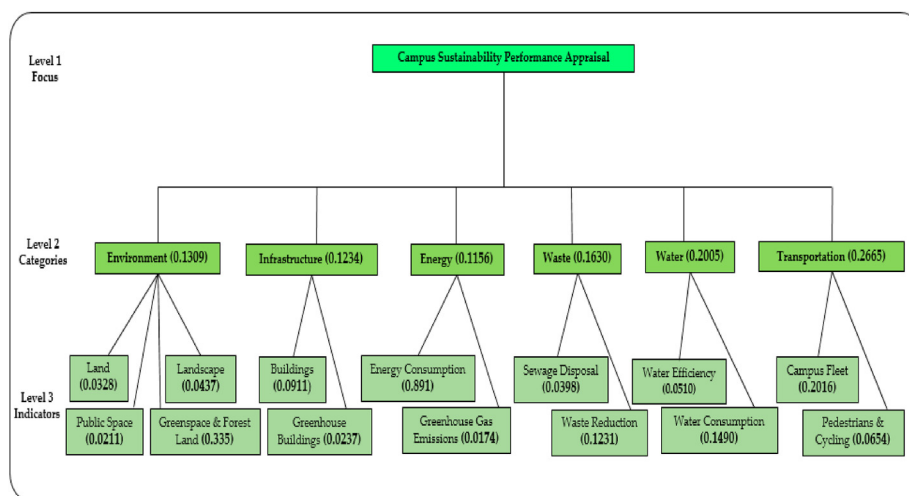 Level 1
Focus
Campus Sustainability Performance Appraisal
Level 2
Categories
Environment (0.1309)
Infrastructure (0.1234)
Energy (0.1156)
Waste (0.1630)
Water (0.2005)
Transportation (0.2665)
Level 3
Indicators
Land
(0.0328)
Landscape
(0.0437)
Buildings
(0.0911)
Energy Consumption
(0.891)
Sewage Disposal
(0.0398)
Water Efficiency
(0.0510)
Campus Fleet
(0.2016)
Public Space
(0.0211)
Greenspace & Forest
Land (0.335)
Greenhouse
Buildings (0.0237)
Greenhouse Gas
Emissions (0.0174)
Waste Reduction
(0.1231)
Water Consumption
(0.1490)
Pedestrians &
Cycling (0.0654)